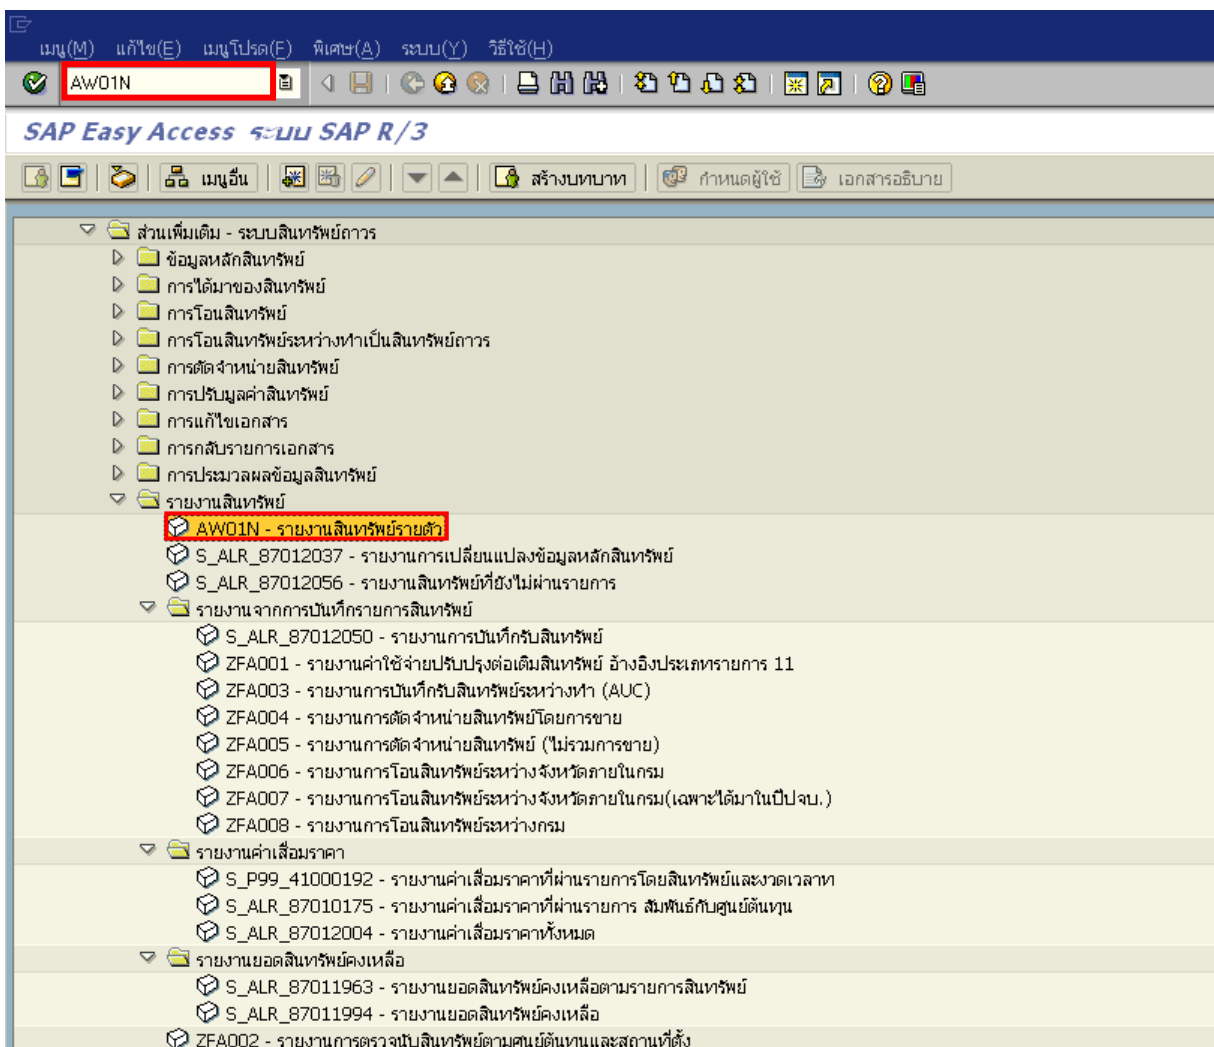 เมนู(M) แก้ไข(E) เมนูโปรด(F) พิเศษ(A) ระบบ(Y) วิธีใช้(H)
AW01N
SAP Easy Access ระบบ SAP R/3
เมนูอื่น สร้างบทบาท กำหนดผู้ใช้ เอกสารอธิบาย
ส่วนเพิ่มเติม - ระบบสินทรัพย์ถาวร
ข้อมูลหลักสินทรัพย์
การได้มาของสินทรัพย์
การโอนสินทรัพย์
การโอนสินทรัพย์ระหว่างทำเป็นสินทรัพย์ถาวร
การตัดจำหน่ายสินทรัพย์
การปรับมูลค่าสินทรัพย์
การแก้ไขเอกสาร
การกลับรายการเอกสาร
การประมวลผลข้อมูลสินทรัพย์
รายงานสินทรัพย์
AW01N - รายงานสินทรัพย์รายตัว
S_ALR_87012037 - รายงานการเปลี่ยนแปลงข้อมูลหลักสินทรัพย์
S_ALR_87012056 - รายงานสินทรัพย์ที่ยังไม่ผ่านรายการ
รายงานจากการบันทึกรายการสินทรัพย์
S_ALR_87012050 - รายงานการบันทึกรับสินทรัพย์
ZFA001 - รายงานค่าใช้จ่ายปรับปรุงต่อเติมสินทรัพย์ อ้างอิงประเภทรายการ 11
ZFA003 - รายงานการบันทึกรับสินทรัพย์ระหว่างทำ (AUC)
ZFA004 - รายงานการตัดจำหน่ายสินทรัพย์โดยการขาย
ZFA005 - รายงานการตัดจำหน่ายสินทรัพย์ (ไม่รวมการขาย)
ZFA006 - รายงานการโอนสินทรัพย์ระหว่างจังหวัดภายในกรม
ZFA007 - รายงานการโอนสินทรัพย์ระหว่างจังหวัดภายในกรม(เฉพาะได้มาในปีปจบ.)
ZFA008 - รายงานการโอนสินทรัพย์ระหว่างกรม
รายงานค่าเสื่อมราคา
S_P99_41000192 - รายงานค่าเสื่อมราคาที่ผ่านรายการโดยสินทรัพย์และงวดเวลาท
S_ALR_87010175 - รายงานค่าเสื่อมราคาที่ผ่านรายการ สัมพันธ์กับศูนย์ต้นทุน
S_ALR_87012004 - รายงานค่าเสื่อมราคาทั้งหมด
รายงานยอดสินทรัพย์คงเหลือ
S_ALR_87011963 - รายงานยอดสินทรัพย์คงเหลือตามรายการสินทรัพย์
S_ALR_87011994 - รายงานยอดสินทรัพย์คงเหลือ
ZFA002 - รายงานการตรวจนับสินทรัพย์ตามศูนย์ต้นทุนและสถานที่ตั้ง